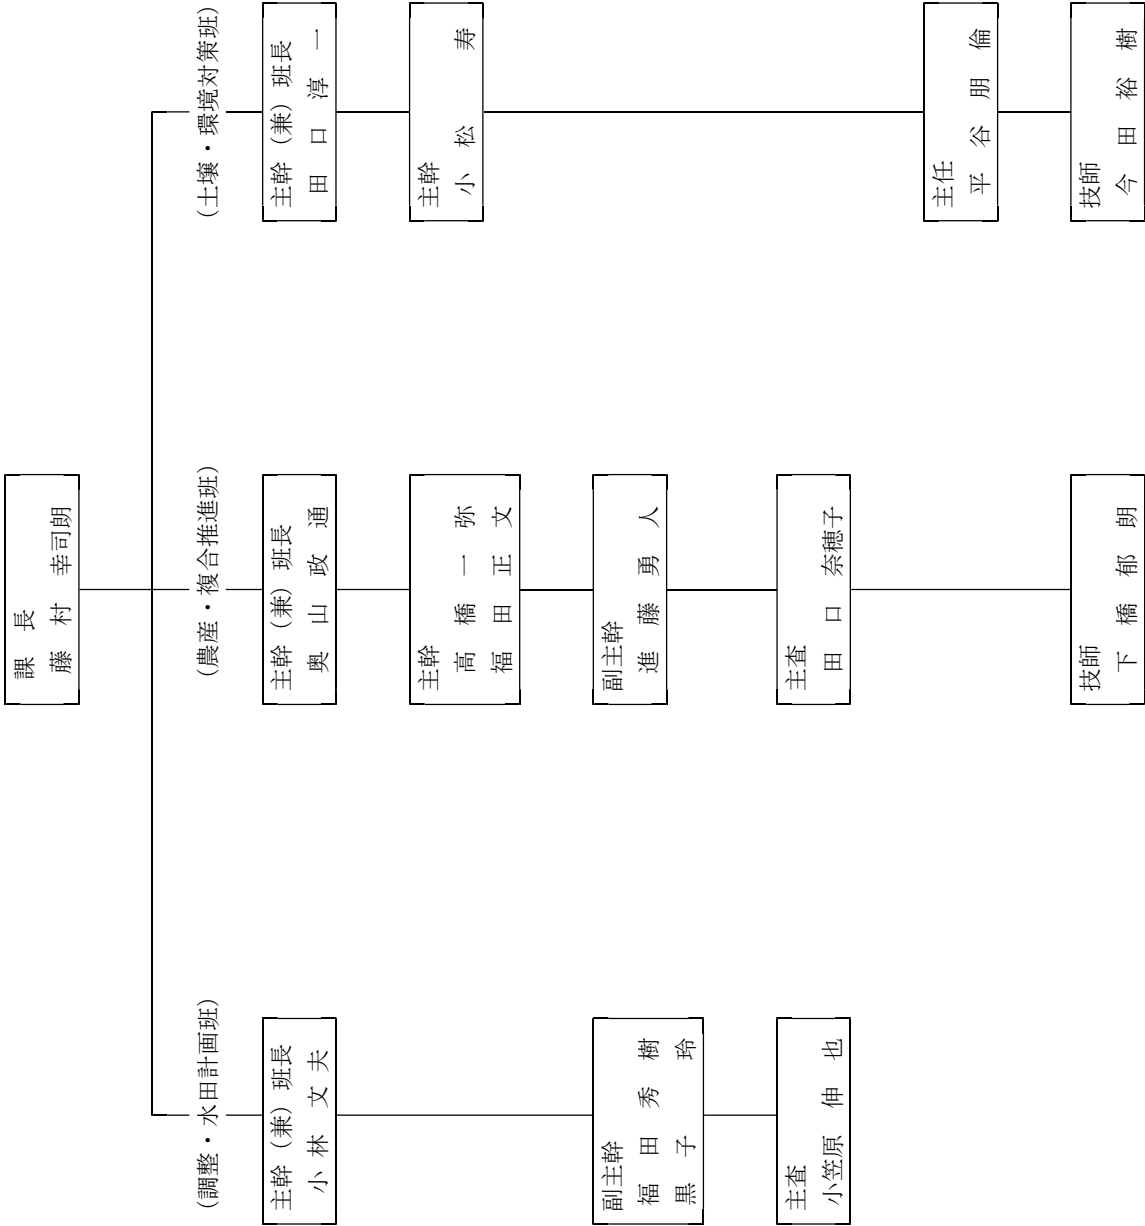 課長
藤村 幸司朗
(調整・水田計画班)
主幹(兼)班長
小林 文夫
副主幹
福田 秀樹
黒子 玲
主査
小笠原 伸也
(農産・複合推進班)
主幹(兼)班長
奥山 政通
主幹
高橋 一弥
福田 正文
副主幹
進藤 勇人
主査
田口 奈穂子
技師
下橋 郁朗
(土壌・環境対策班)
主幹(兼)班長
田口 淳一
主幹
小松 寿
主任
平谷 朋倫
技師
今田 裕樹